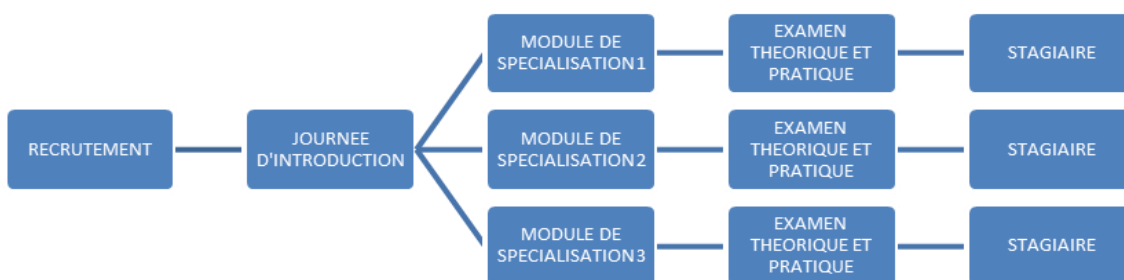 RECRUTEMENT
JOURNEE
D'INTRODUCTION
MODULE DE
SPECIALISATION1
EXAMEN
THEORIQUE ET
PRATIQUE
STAGIAIRE
MODULE DE
SPECIALISATION2
EXAMEN
THEORIQUE ET
PRATIQUE
STAGIAIRE
MODULE DE
SPECIALISATION3
EXAMEN
THEORIQUE ET
PRATIQUE
STAGIAIRE